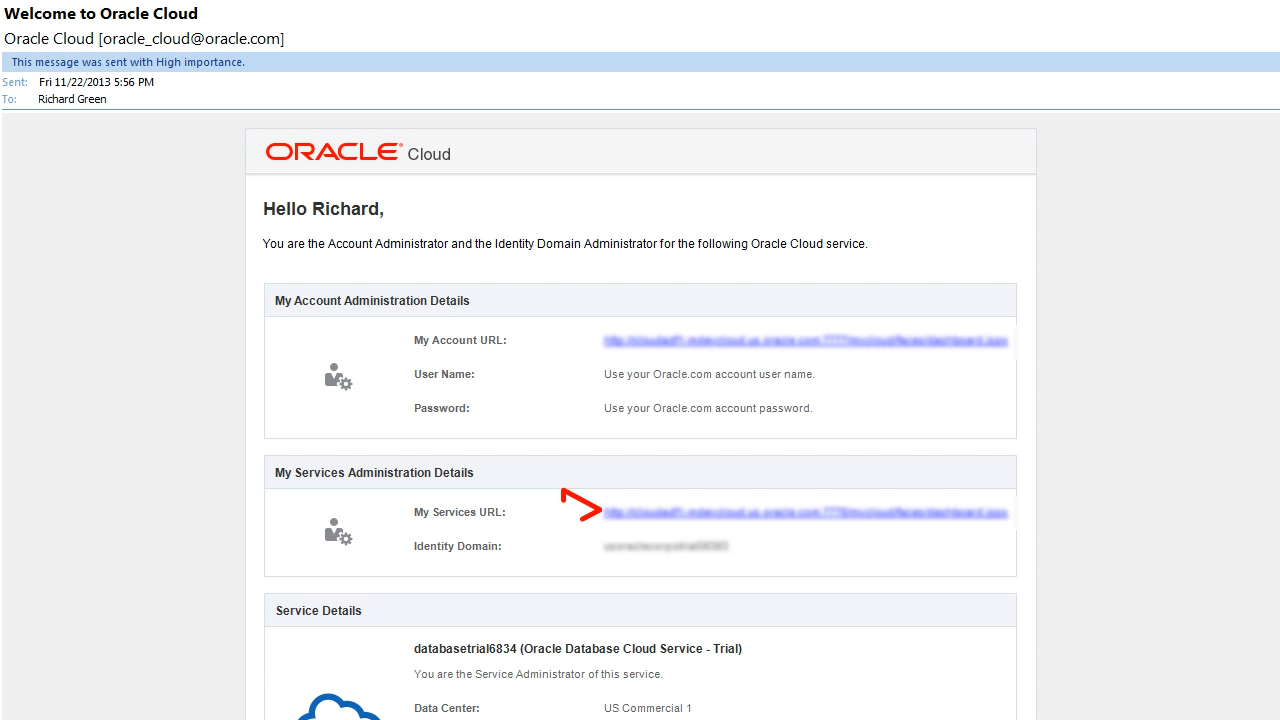 Welcome to Oracle Cloud
Oracle Cloud [oracle_cloud@oracle.com]
This message was sent with High importance.
Sent: Fri 11/22/2013 5:56 PM
To: Richard Green
ORACLE® Cloud
Hello Richard,
You are the Account Administrator and the Identity Domain Administrator for the following Oracle Cloud service.
My Account Administration Details
My Account URL:
User Name: Use your Oracle.com account user name.
Password: Use your Oracle.com account password.
My Services Administration Details
My Services URL:
Identity Domain:
Service Details
databasetrial6834 (Oracle Database Cloud Service - Trial)
You are the Service Administrator of this service.
Data Center: US Commercial 1